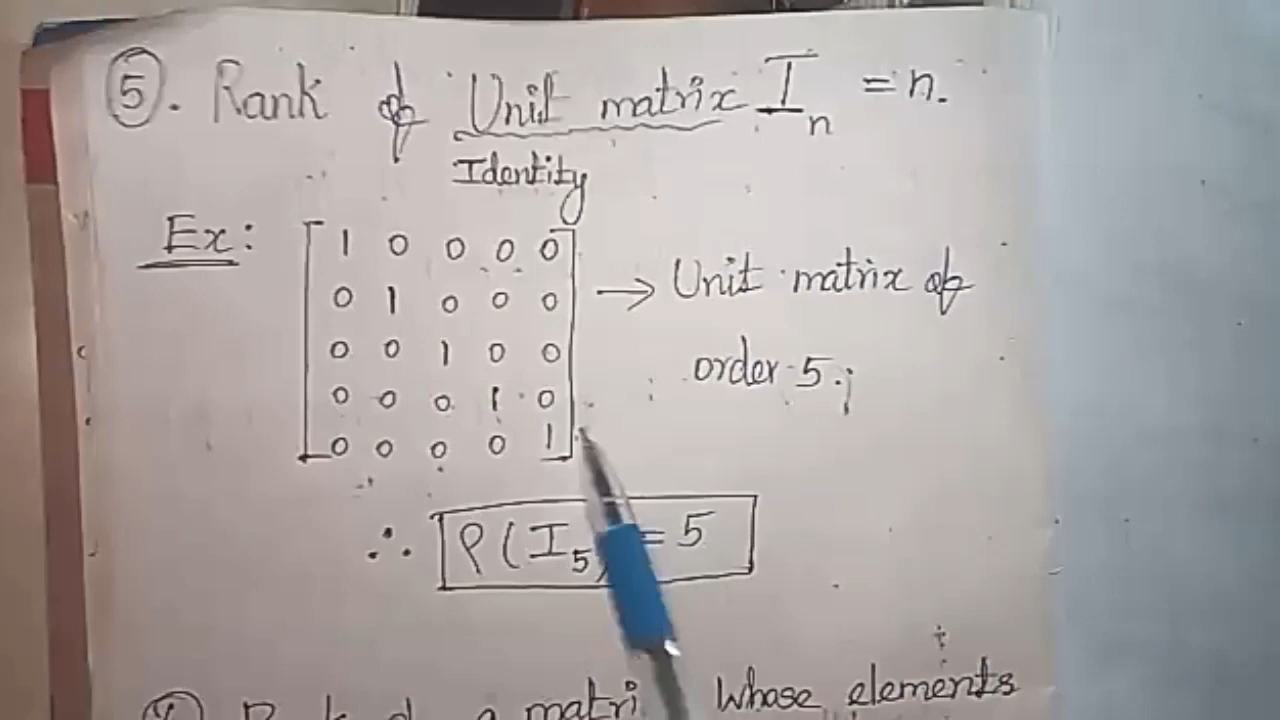 5. Rank of Unit matrix Iₙ = n.
Identity
Ex: [1 0 0 0 0
0 1 0 0 0 → Unit matrix of
0 0 1 0 0 order 5.;
0 0 0 1 0
0 0 0 0 1]
∴ ρ(I₅) = 5
a matri whose elements